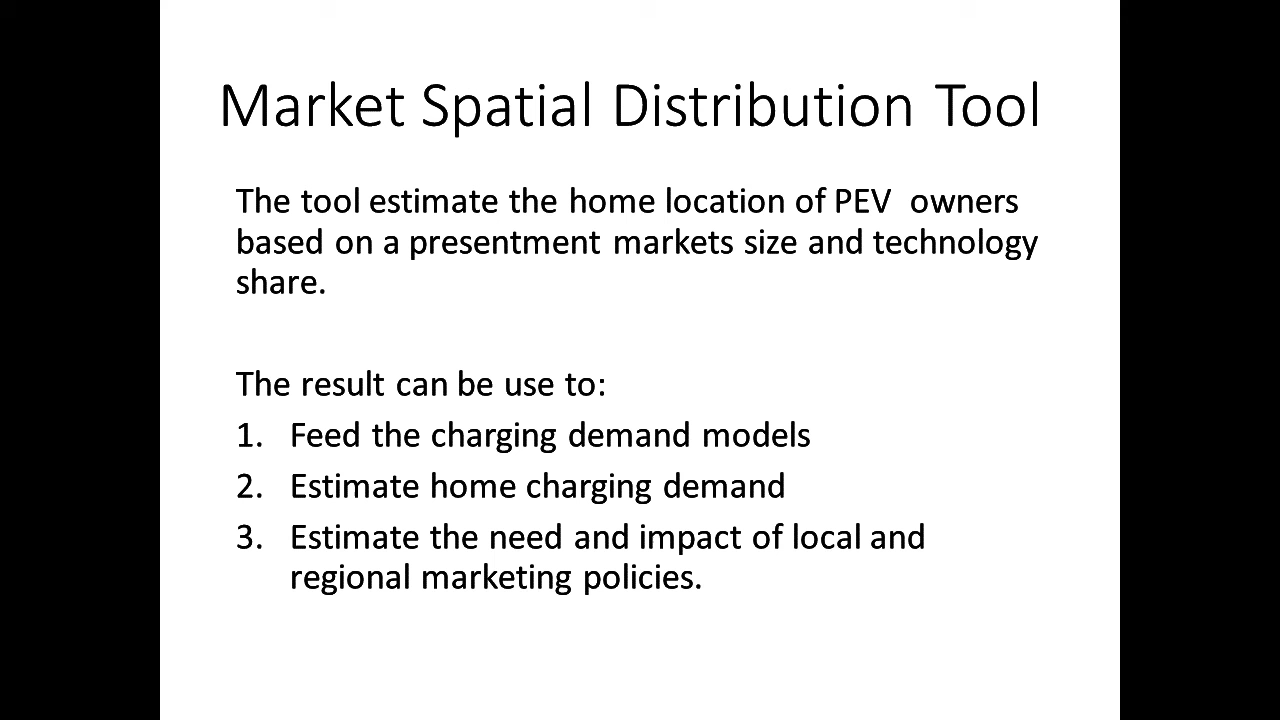 Market Spatial Distribution Tool
The tool estimate the home location of PEV owners
based on a presentment markets size and technology
share.
The result can be use to:
1. Feed the charging demand models
2. Estimate home charging demand
3. Estimate the need and impact of local and
regional marketing policies.